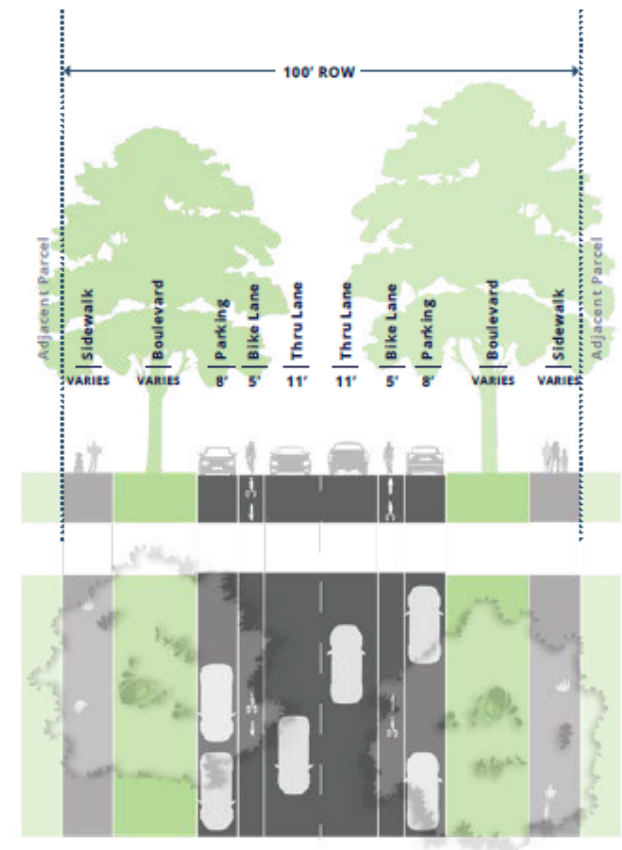 100' ROW
Adjacent Parcel
Sidewalk
Boulevard
Parking
Bike Lane
Thru Lane
Thru Lane
Bike Lane
Parking
Boulevard
Sidewalk
Adjacent Parcel
VARIES
VARIES
8'
5'
11'
11'
5'
8'
VARIES
VARIES